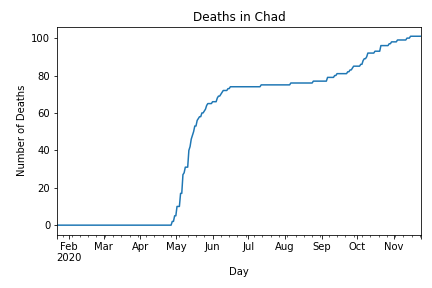 Deaths in Chad
Number of Deaths
100
80
60
40
20
0
Feb Mar Apr May Jun Jul Aug Sep Oct Nov
2020
Day